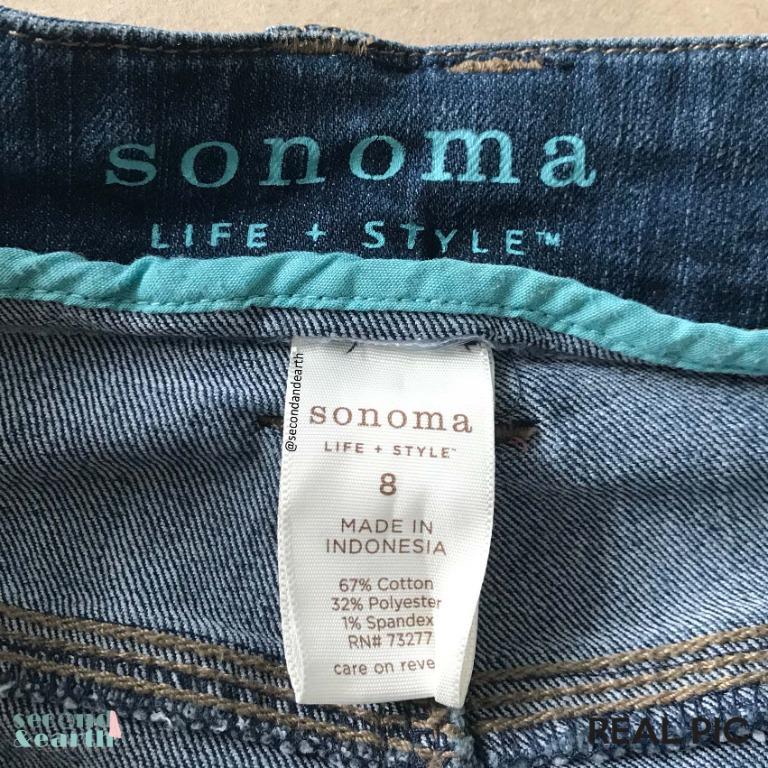 sonoma
LIFE + STYLE™
@secondandearth
sonoma
LIFE + STYLE™
8
MADE IN
INDONESIA
67% Cotton
32% Polyester
1% Spandex
RN# 73277
care on reve
second
&earth
REAL PIC